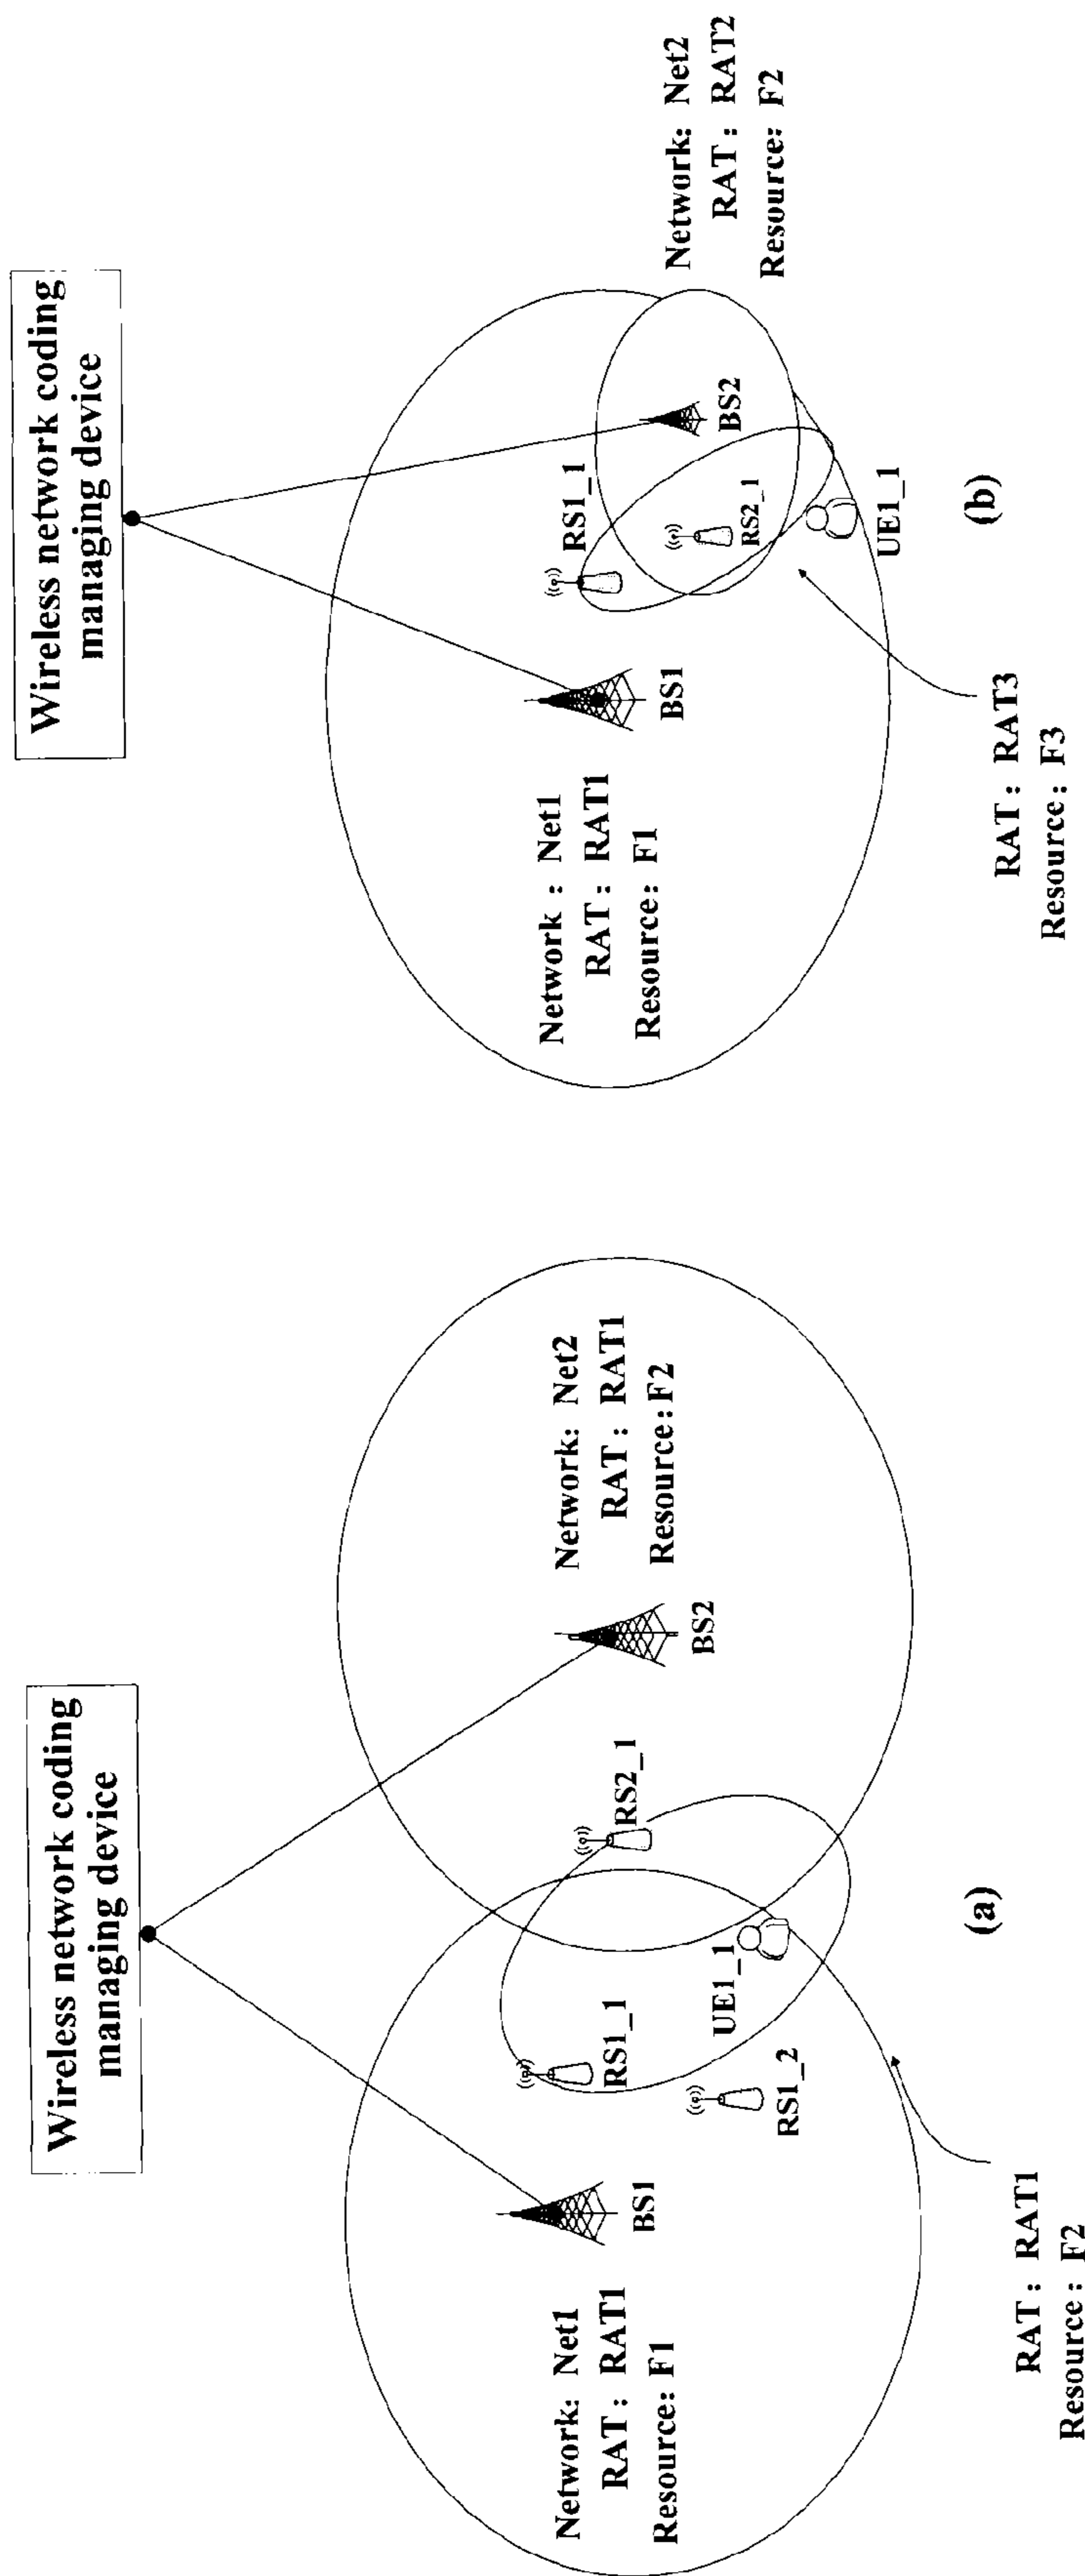 Wireless network coding
managing device
Network: Net1
RAT : RAT1
Resource: F1
BS1
RS1_1
RS1_2
UE1_1
RS2_1
BS2
Network: Net2
RAT : RAT1
Resource: F2
RAT : RAT1
Resource : F2
(a)
Wireless network coding
managing device
Network : Net1
RAT : RAT1
Resource: F1
BS1
RS1_1
RS2_1
UE1_1
BS2
Network: Net2
RAT : RAT2
Resource: F2
RAT : RAT3
Resource : F3
(b)